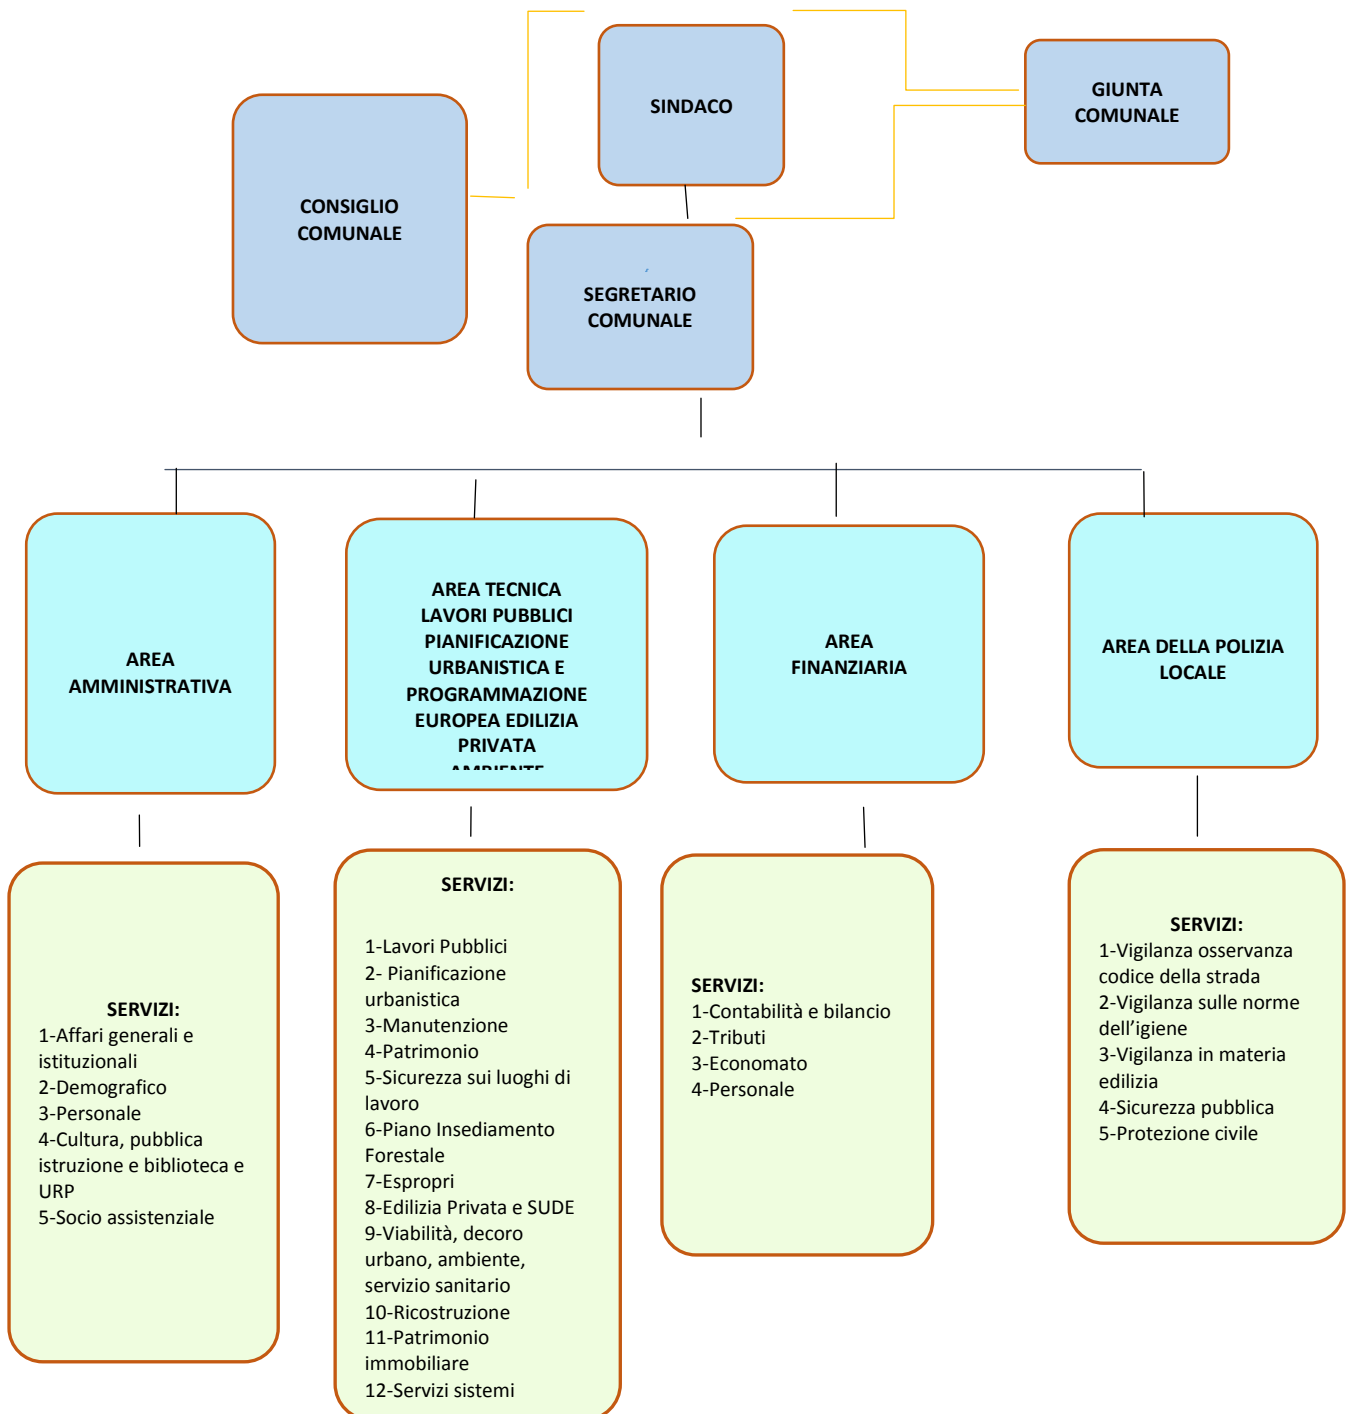 SINDACO
GIUNTA
COMUNALE
CONSIGLIO
COMUNALE
SEGRETARIO
COMUNALE
AREA
AMMINISTRATIVA
AREA TECNICA
LAVORI PUBBLICI
PIANIFICAZIONE
URBANISTICA E
PROGRAMMAZIONE
EUROPEA EDILIZIA
PRIVATA
AMBIENTE
AREA
FINANZIARIA
AREA DELLA POLIZIA
LOCALE
SERVIZI:
1-Affari generali e
istituzionali
2-Demografico
3-Personale
4-Cultura, pubblica
istruzione e biblioteca e
URP
5-Socio assistenziale
SERVIZI:
1-Lavori Pubblici
2- Pianificazione
urbanistica
3-Manutenzione
4-Patrimonio
5-Sicurezza sui luoghi di
lavoro
6-Piano Insediamento
Forestale
7-Espropri
8-Edilizia Privata e SUDE
9-Viabilità, decoro
urbano, ambiente,
servizio sanitario
10-Ricostruzione
11-Patrimonio
immobiliare
12-Servizi sistemi
SERVIZI:
1-Contabilità e bilancio
2-Tributi
3-Economato
4-Personale
SERVIZI:
1-Vigilanza osservanza
codice della strada
2-Vigilanza sulle norme
dell’igiene
3-Vigilanza in materia
edilizia
4-Sicurezza pubblica
5-Protezione civile